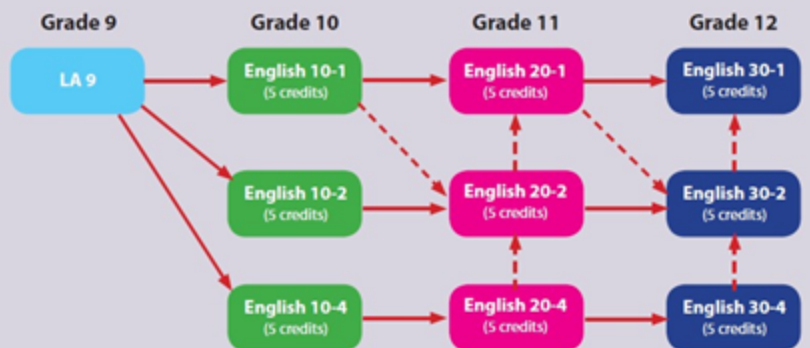 Grade 9 Grade 10 Grade 11 Grade 12
LA 9
English 10-1
(5 credits)
English 20-1
(5 credits)
English 30-1
(5 credits)
English 10-2
(5 credits)
English 20-2
(5 credits)
English 30-2
(5 credits)
English 10-4
(5 credits)
English 20-4
(5 credits)
English 30-4
(5 credits)